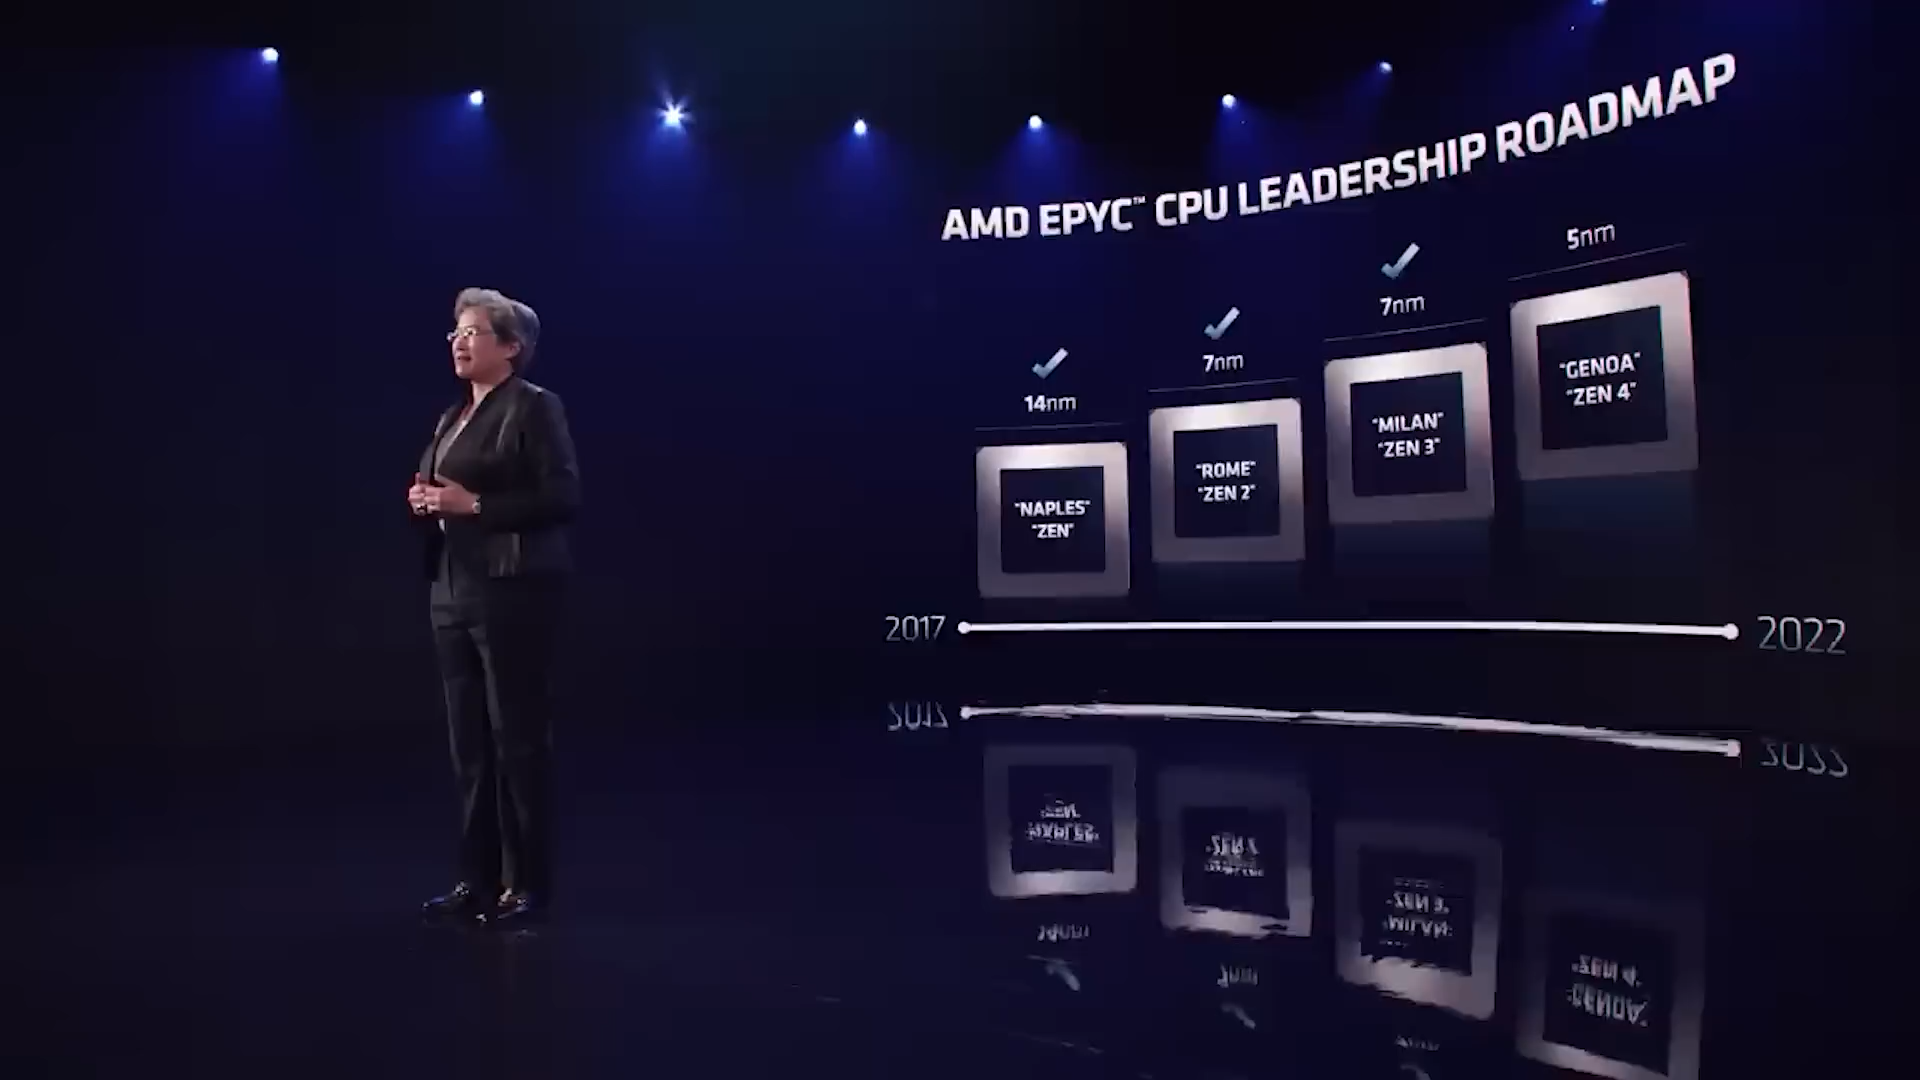 AMD EPYC™ CPU LEADERSHIP ROADMAP
14nm
7nm
7nm
5nm
"NAPLES"
"ZEN"
"ROME"
"ZEN 2"
"MILAN"
"ZEN 3"
"GENOA"
"ZEN 4"
2017
2022